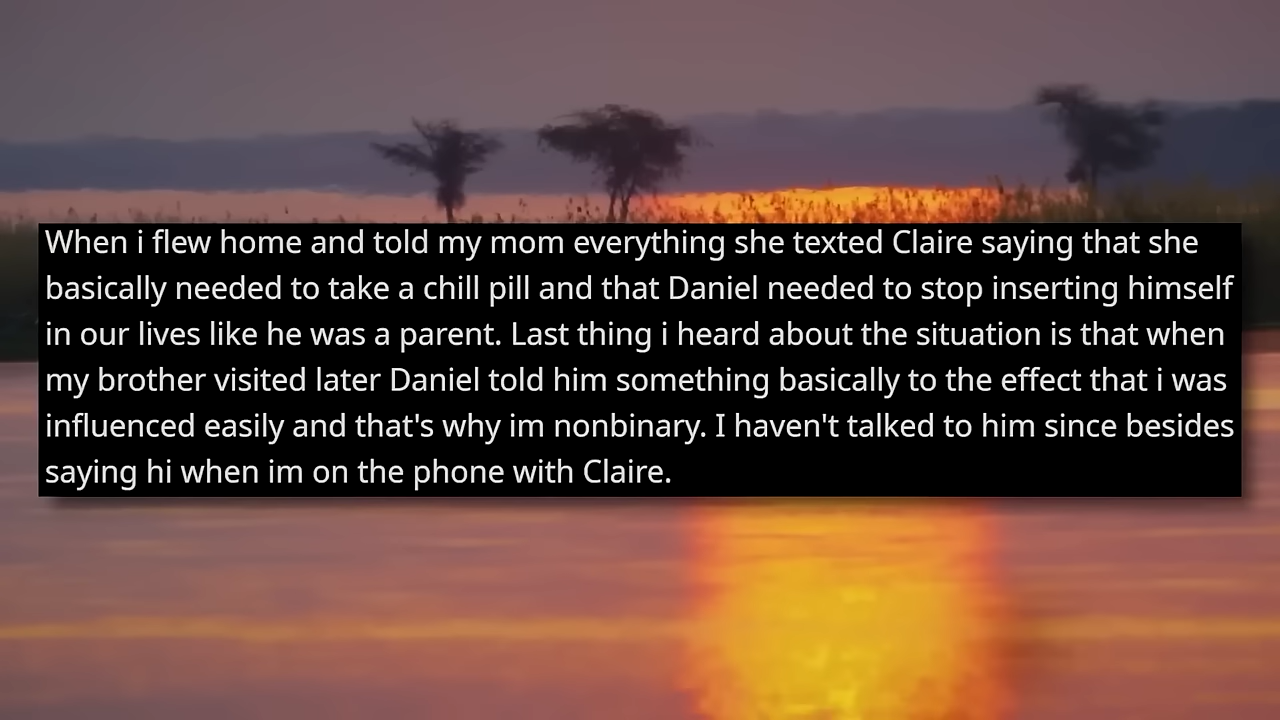 When i flew home and told my mom everything she texted Claire saying that she
basically needed to take a chill pill and that Daniel needed to stop inserting himself
in our lives like he was a parent. Last thing i heard about the situation is that when
my brother visited later Daniel told him something basically to the effect that i was
influenced easily and that's why im nonbinary. I haven't talked to him since besides
saying hi when im on the phone with Claire.